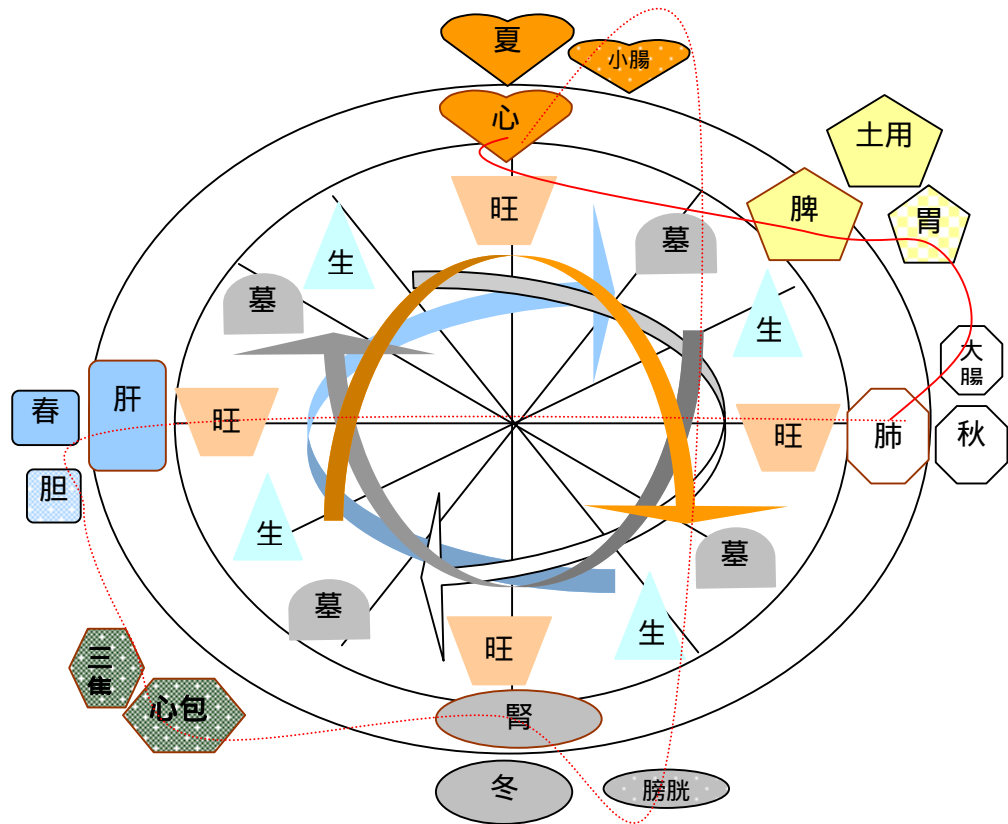 夏
小腸
心
土用
脾
胃
旺
墓
生
墓
生
大
腸
春
肝
旺
旺
肺
秋
胆
生
墓
墓
生
旺
三
焦
心包
腎
冬
膀胱